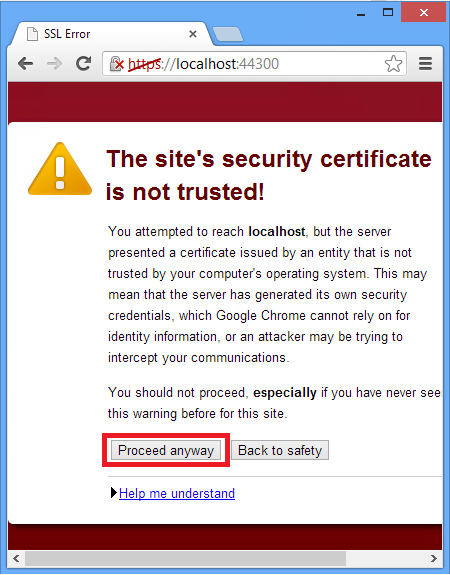 SSL Error
https://localhost:44300
The site's security certificate
is not trusted!
You attempted to reach localhost, but the server
presented a certificate issued by an entity that is not
trusted by your computer's operating system. This may
mean that the server has generated its own security
credentials, which Google Chrome cannot rely on for
identity information, or an attacker may be trying to
intercept your communications.
You should not proceed, especially if you have never see
this warning before for this site.
Proceed anyway Back to safety
Help me understand